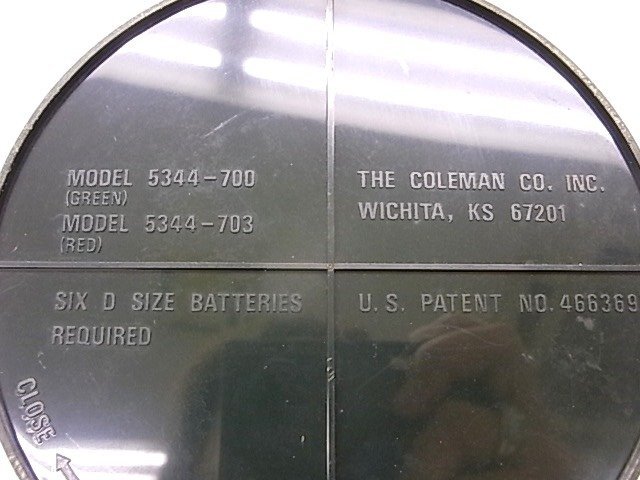 MODEL 5344-700
(GREEN)
MODEL 5344-703
(RED)
THE COLEMAN CO. INC.
WICHITA, KS 67201
SIX D SIZE BATTERIES
REQUIRED
U.S. PATENT NO. 466369
CLOSE